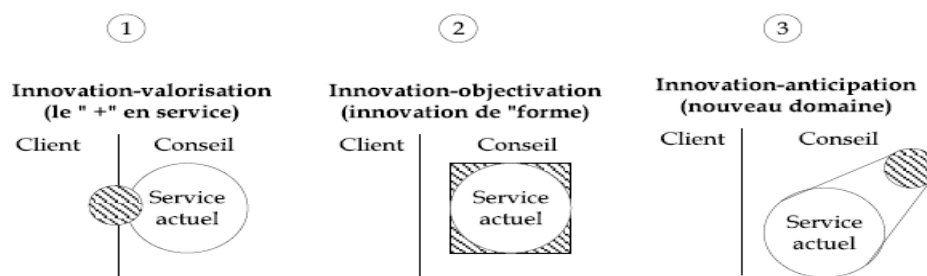 1
Innovation-valorisation
(le " +" en service)
Client Conseil
Service
actuel
2
Innovation-objectivation
(innovation de "forme)
Client Conseil
Service
actuel
3
Innovation-anticipation
(nouveau domaine)
Client Conseil
Service
actuel